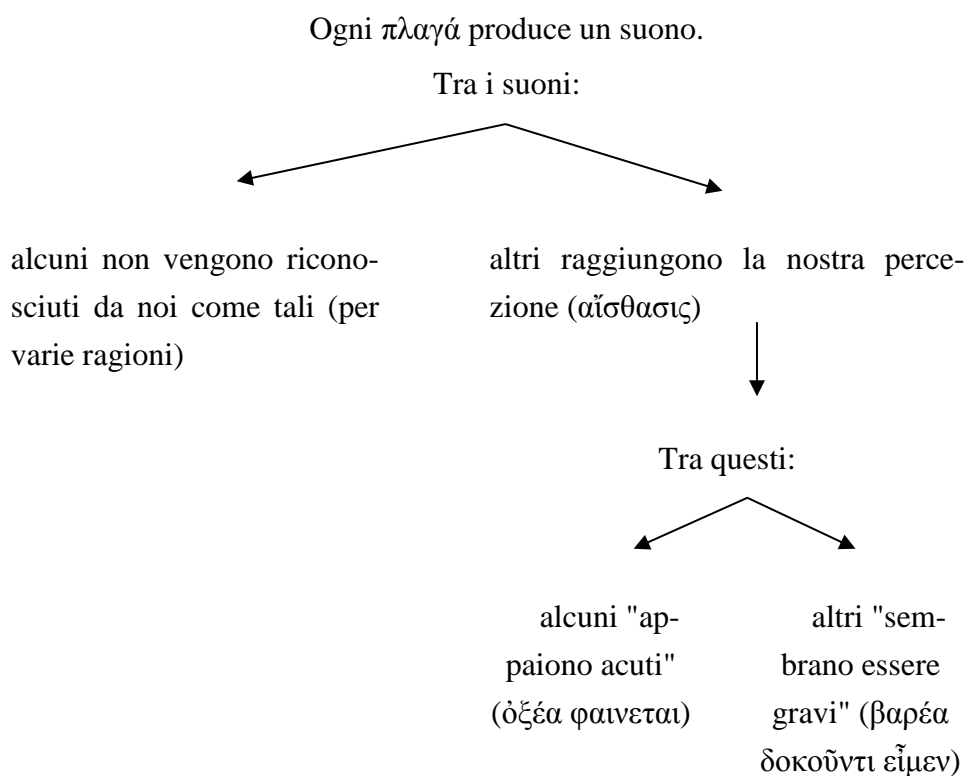 Ogni πλαγά produce un suono.
Tra i suoni:
alcuni non vengono ricono-
sciuti da noi come tali (per
varie ragioni)
altri raggiungono la nostra perce-
zione (αἴσθασις)
Tra questi:
alcuni "ap-
paiono acuti"
(ὀξέα φαινεται)
altri "sem-
brano essere
gravi" (βαρέα
δοκοῦντι εἶμεν)